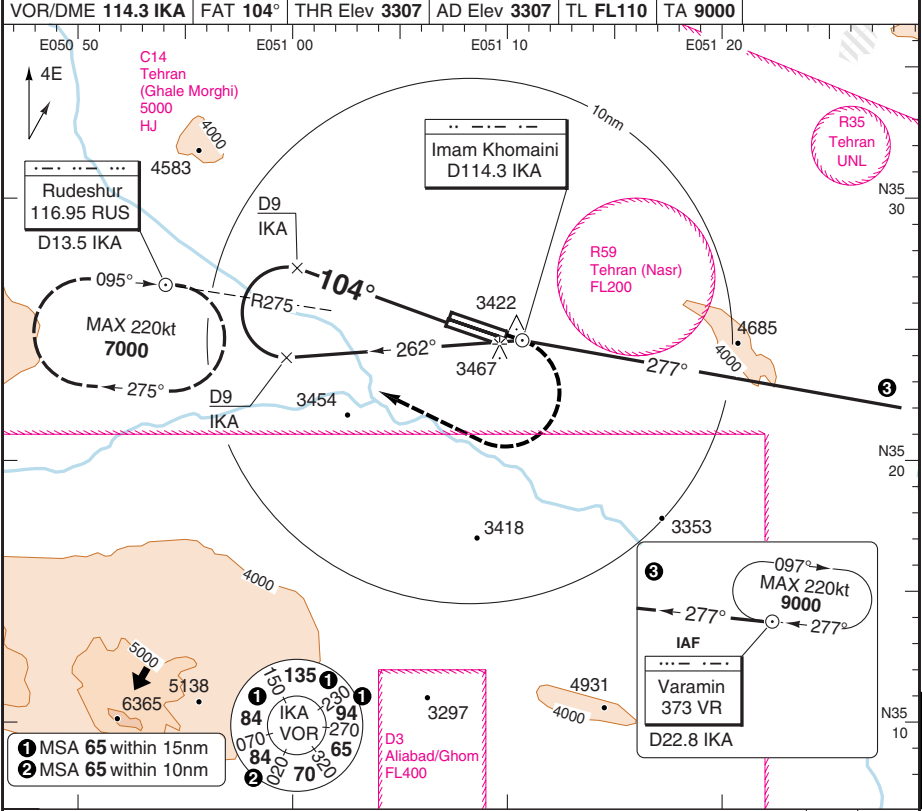 VOR/DME 114.3 IKA FAT 104° THR Elev 3307 AD Elev 3307 TL FL110 TA 9000
E050 50
E051 00
E051 10
E051 20
4E
C14
Tehran
(Ghale Morghi)
5000
HJ
4000
4583
10nm
Imam Khomaini
D114.3 IKA
R35
Tehran
UNL
N35
30
Rudeshur
116.95 RUS
D13.5 IKA
D9
IKA
R59
Tehran (Nasr)
FL200
095°
R275
104°
MAX 220kt
7000
275°
262°
3422
3467
277°
4685
4000
3
D9
IKA
3454
N35
20
3418
3353
4000
5000
5138
6365
3
097°
MAX 220kt
9000
277°
277°
IAF
Varamin
373 VR
D22.8 IKA
4931
4000
N35
10
3297
D3
Aliabad/Ghom
FL400
IKA
VOR
135
150
230
1
1
1
84
94
070
270
84
65
020
320
70
2
1 MSA 65 within 15nm
2 MSA 65 within 10nm